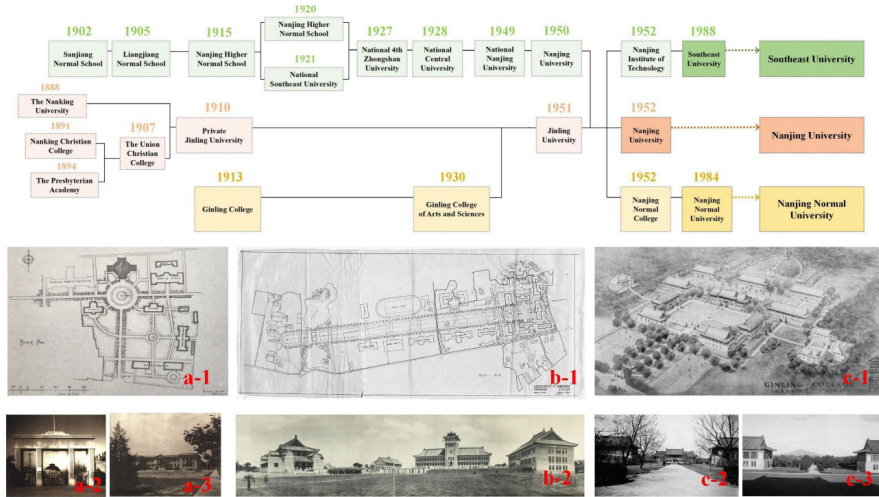 1902
Sanjiang
Normal School
1905
Liangjiang
Normal School
1915
Nanjing Higher
Normal School
1920
Nanjing Higher
Normal School
1921
National
Southeast University
1927
National 4th
Zhongshan
University
1928
National
Central
University
1949
National
Nanjing
University
1950
Nanjing
University
1952
Nanjing
Institute of
Technology
1988
Southeast
University
Southeast University
1888
The Nanking
University
1891
Nanking Christian
College
1894
The Presbyterian
Academy
1907
The Union
Christian
College
1910
Private
Jinling University
1951
Jinling
University
1952
Nanjing
University
Nanjing University
1913
Ginling College
1930
Ginling College
of Arts and Sciences
1952
Nanjing
Normal
College
1984
Nanjing
Normal
University
Nanjing Normal
University
a-1
b-1
GINLING COLLEGE
NANKING CHINA
c-1
a-2
a-3
b-2
c-2
c-3